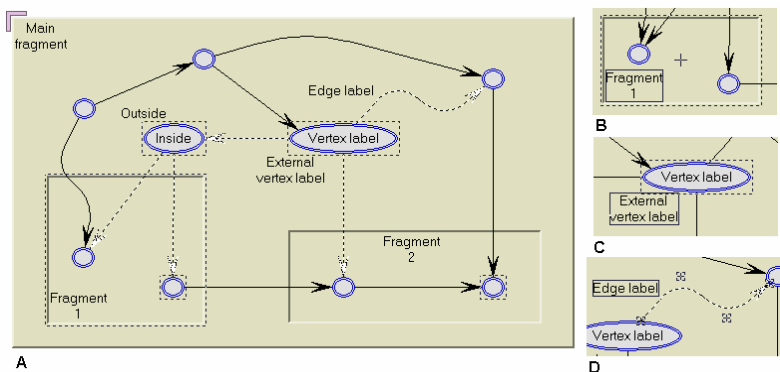 Main
fragment
Edge label
Outside
Inside
Vertex label
External
vertex label
Fragment
2
Fragment
1
A
Fragment
1
B
Vertex label
External
vertex label
C
Edge label
Vertex label
D